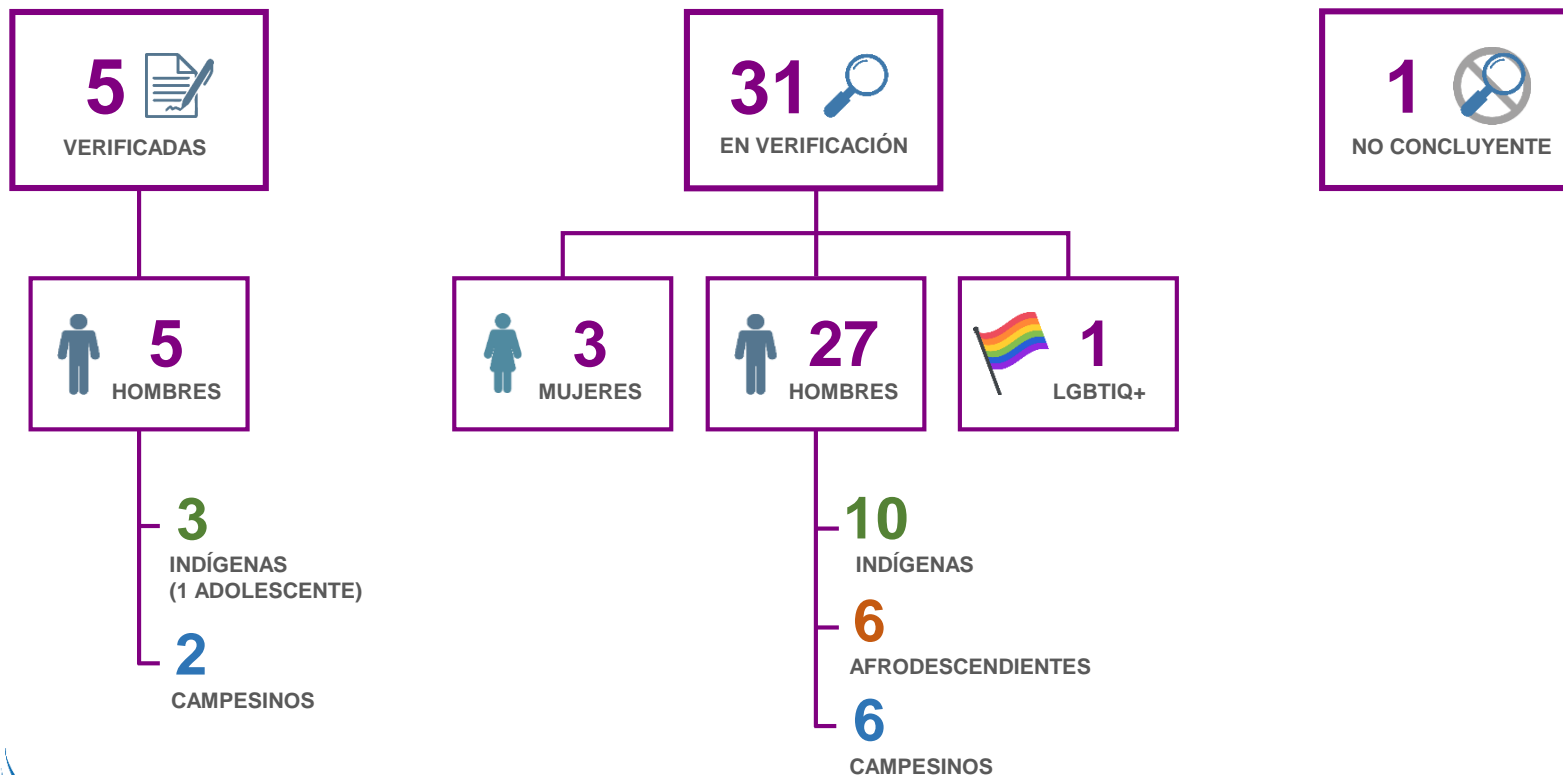 5
VERIFICADAS
31
EN VERIFICACIÓN
1
NO CONCLUYENTE
5
HOMBRES
3
MUJERES
27
HOMBRES
1
LGBTIQ+
3
INDÍGENAS
(1 ADOLESCENTE)
2
CAMPESINOS
10
INDÍGENAS
6
AFRODESCENDIENTES
6
CAMPESINOS